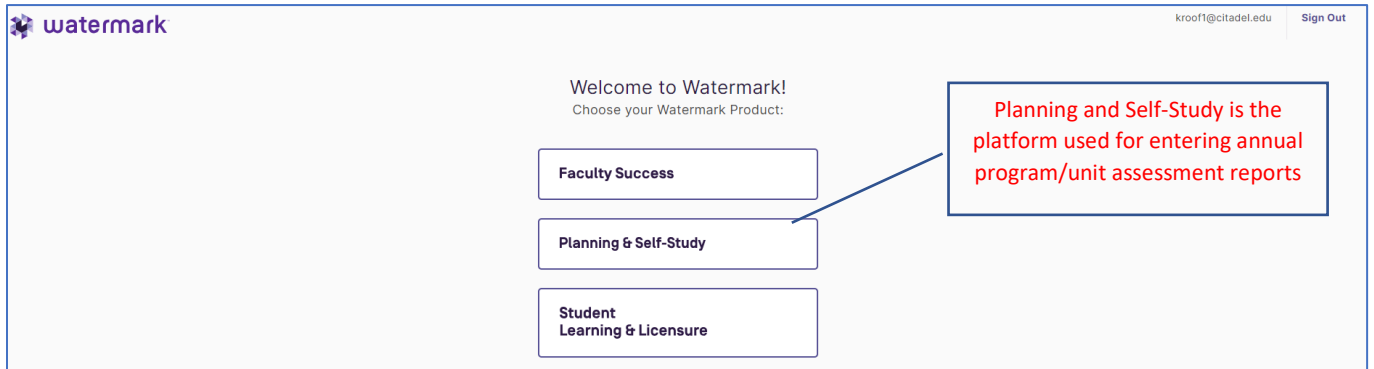 watermark
kroof1@citadel.edu Sign Out
Welcome to Watermark!
Choose your Watermark Product:
Faculty Success
Planning & Self-Study
Student
Learning & Licensure
Planning and Self-Study is the
platform used for entering annual
program/unit assessment reports